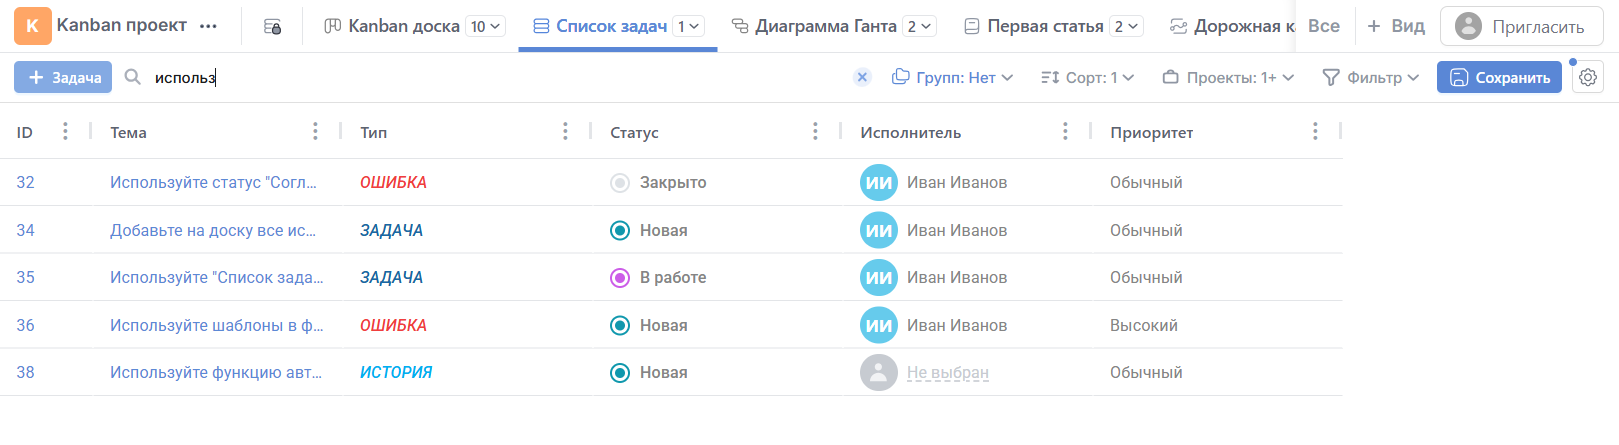 K Kanban проект ••• Kanban доска 10 Список задач 1 Диаграмма Ганта 2 Первая статья 2 Дорожная ка Все + Вид Пригласить
+ Задача использ Групп: Нет Сорт: 1 Проекты: 1+ Фильтр Сохранить
ID Тема Тип Статус Исполнитель Приоритет
32 Используйте статус "Согл... ОШИБКА Закрыто ИИ Иван Иванов Обычный
34 Добавьте на доску все ис... ЗАДАЧА Новая ИИ Иван Иванов Обычный
35 Используйте "Список зада... ЗАДАЧА В работе ИИ Иван Иванов Обычный
36 Используйте шаблоны в ф... ОШИБКА Новая ИИ Иван Иванов Высокий
38 Используйте функцию авт... ИСТОРИЯ Новая Не выбран Обычный